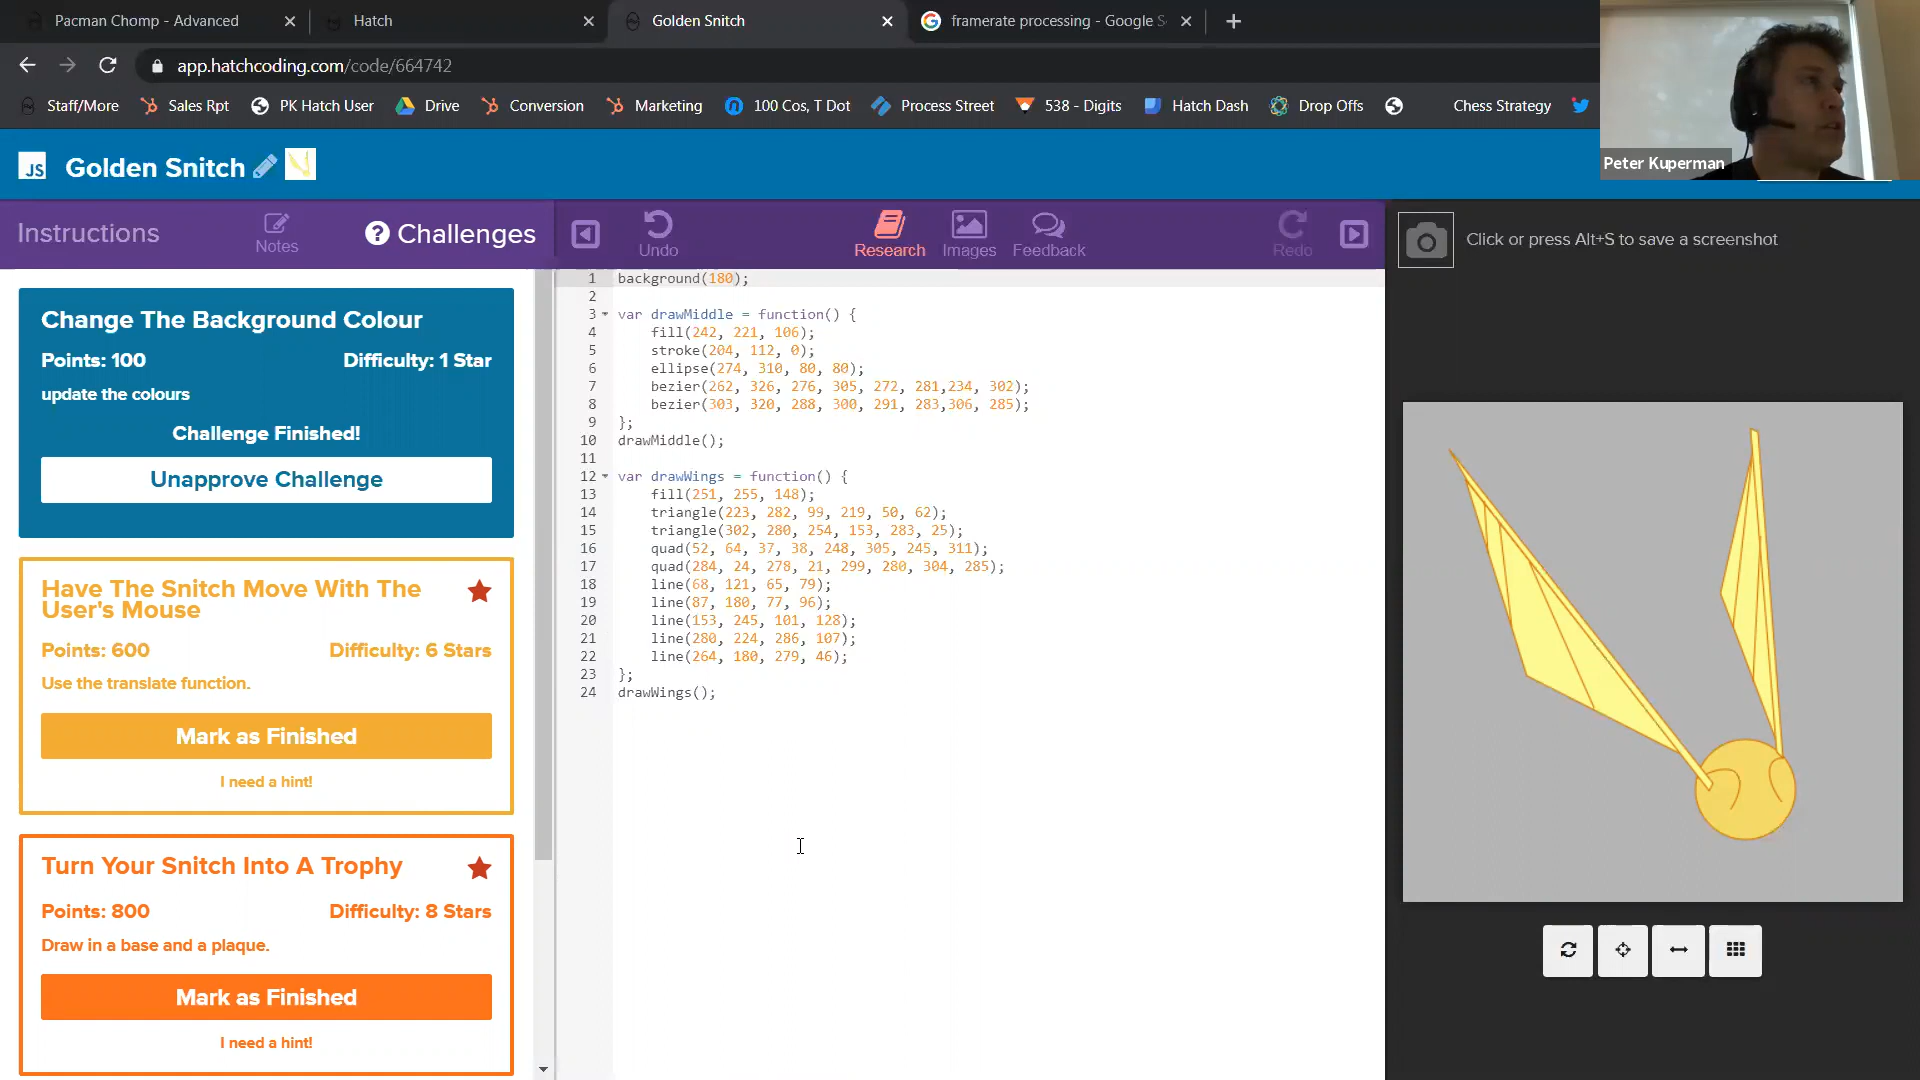 Pacman Chomp - Advanced
Hatch
Golden Snitch
framerate processing - Google S
app.hatchcoding.com/code/664742
Staff/More
Sales Rpt
PK Hatch User
Drive
Conversion
Marketing
100 Cos, T Dot
Process Street
538 - Digits
Hatch Dash
Drop Offs
Chess Strategy
Peter Kuperman
JS
Golden Snitch
Instructions
Notes
? Challenges
Undo
Research
Images
Feedback
Redo
Click or press Alt+S to save a screenshot
Change The Background Colour
Points: 100 Difficulty: 1 Star
update the colours
Challenge Finished!
Unapprove Challenge
Have The Snitch Move With The
User's Mouse
Points: 600 Difficulty: 6 Stars
Use the translate function.
Mark as Finished
I need a hint!
Turn Your Snitch Into A Trophy
Points: 800 Difficulty: 8 Stars
Draw in a base and a plaque.
Mark as Finished
I need a hint!
1 background(180);
2
3 var drawMiddle = function() {
4 fill(242, 221, 106);
5 stroke(204, 112, 0);
6 ellipse(274, 310, 80, 80);
7 bezier(262, 326, 276, 305, 272, 281,234, 302);
8 bezier(303, 320, 288, 300, 291, 283,306, 285);
9 };
10 drawMiddle();
11
12 var drawWings = function() {
13 fill(251, 255, 148);
14 triangle(223, 282, 99, 219, 50, 62);
15 triangle(302, 280, 254, 153, 283, 25);
16 quad(52, 64, 37, 38, 248, 305, 245, 311);
17 quad(284, 24, 278, 21, 299, 280, 304, 285);
18 line(68, 121, 65, 79);
19 line(87, 180, 77, 96);
20 line(153, 245, 101, 128);
21 line(280, 224, 286, 107);
22 line(264, 180, 279, 46);
23 };
24 drawWings();